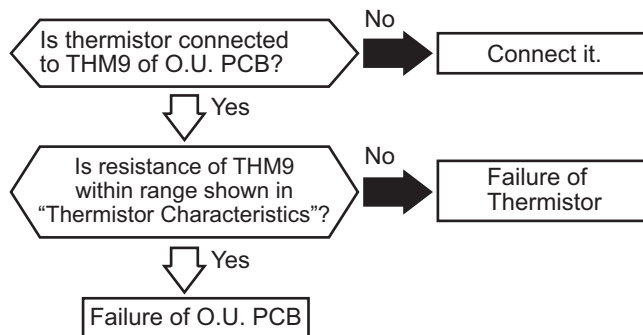 Is thermistor connected
to THM9 of O.U. PCB?
No
Connect it.
Yes
Is resistance of THM9
within range shown in
“Thermistor Characteristics”?
No
Failure of
Thermistor
Yes
Failure of O.U. PCB